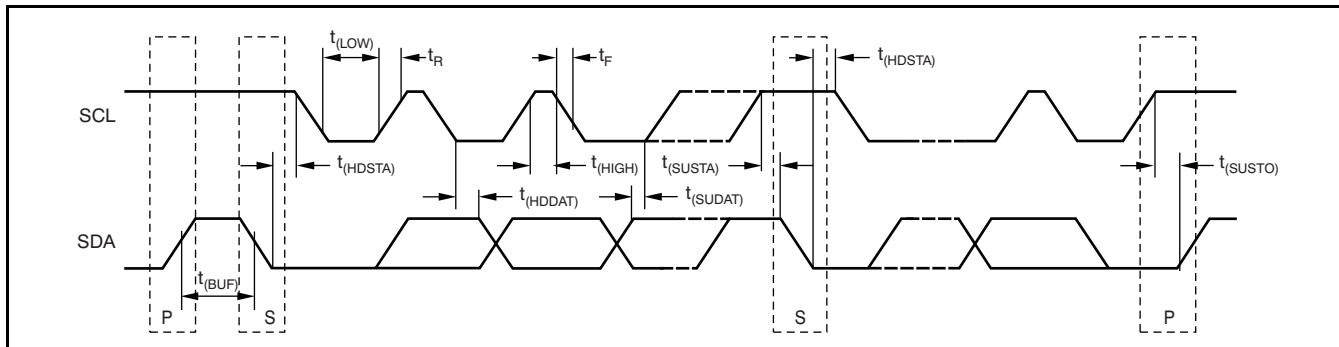 t(LOW)
tR
tF
t(HDSTA)
SCL
t(HDSTA)
t(HIGH)
t(SUSTA)
t(SUSTO)
t(HDDAT)
t(SUDAT)
SDA
t(BUF)
P
S
S
P